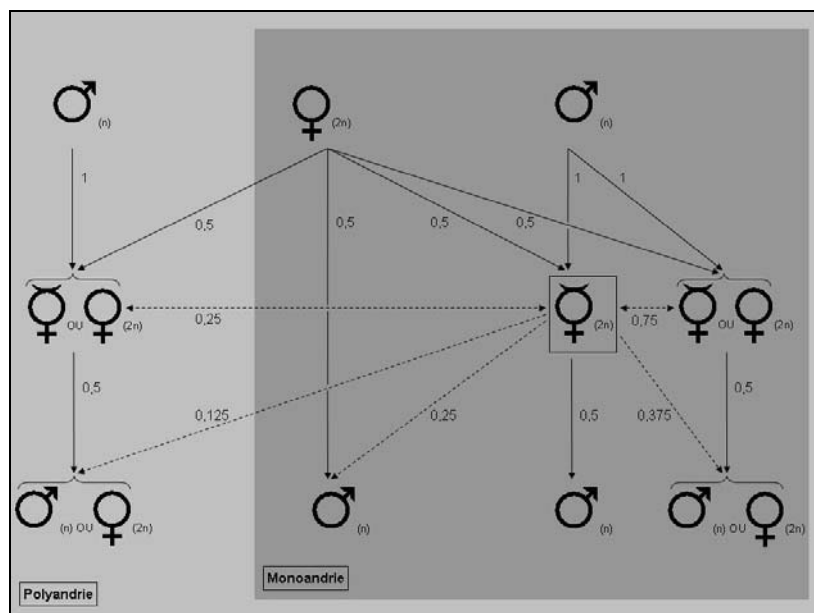 (n) (2n) (n)
1 1 1
0,5 0,5 0,5 0,5
OU (2n) (2n) OU (2n)
0,25 0,75
0,5 0,5 0,5
0,125 0,25 0,375
(n) OU (2n) (n) (n) (n) OU (2n)
Polyandrie Monoandrie